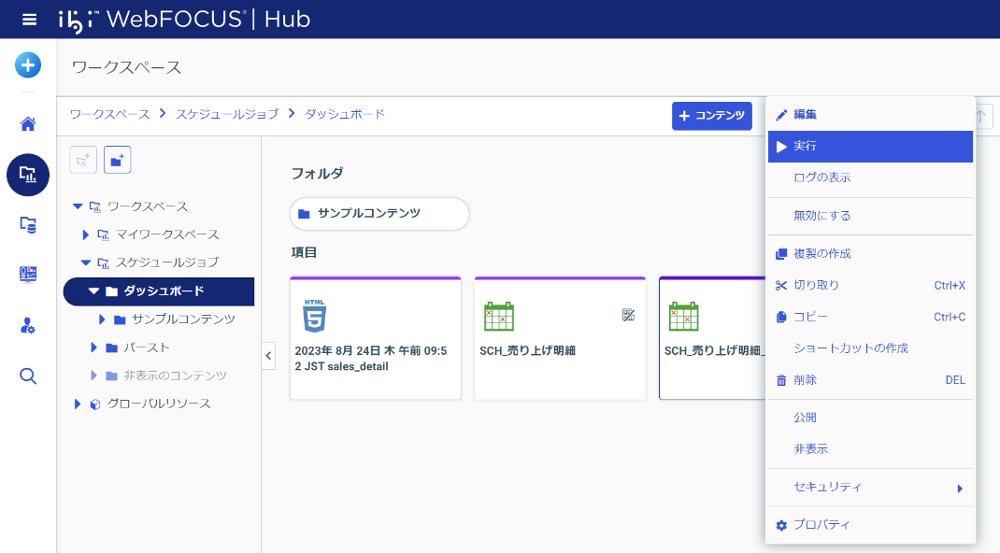 ibi™ WebFOCUS® | Hub
ワークスペース
ワークスペース > スケジュールジョブ > ダッシュボード
+ コンテンツ
ワークスペース
マイワークスペース
スケジュールジョブ
ダッシュボード
サンプルコンテンツ
バースト
非表示のコンテンツ
グローバルリソース
フォルダ
サンプルコンテンツ
項目
HTML
5
2023年 8月 24日 木 午前 09:5
2 JST sales_detail
SCH_売り上げ明細
SCH_売り上げ明細_
編集
実行
ログの表示
無効にする
複製の作成
切り取り Ctrl+X
コピー Ctrl+C
ショートカットの作成
削除 DEL
公開
非表示
セキュリティ
プロパティ